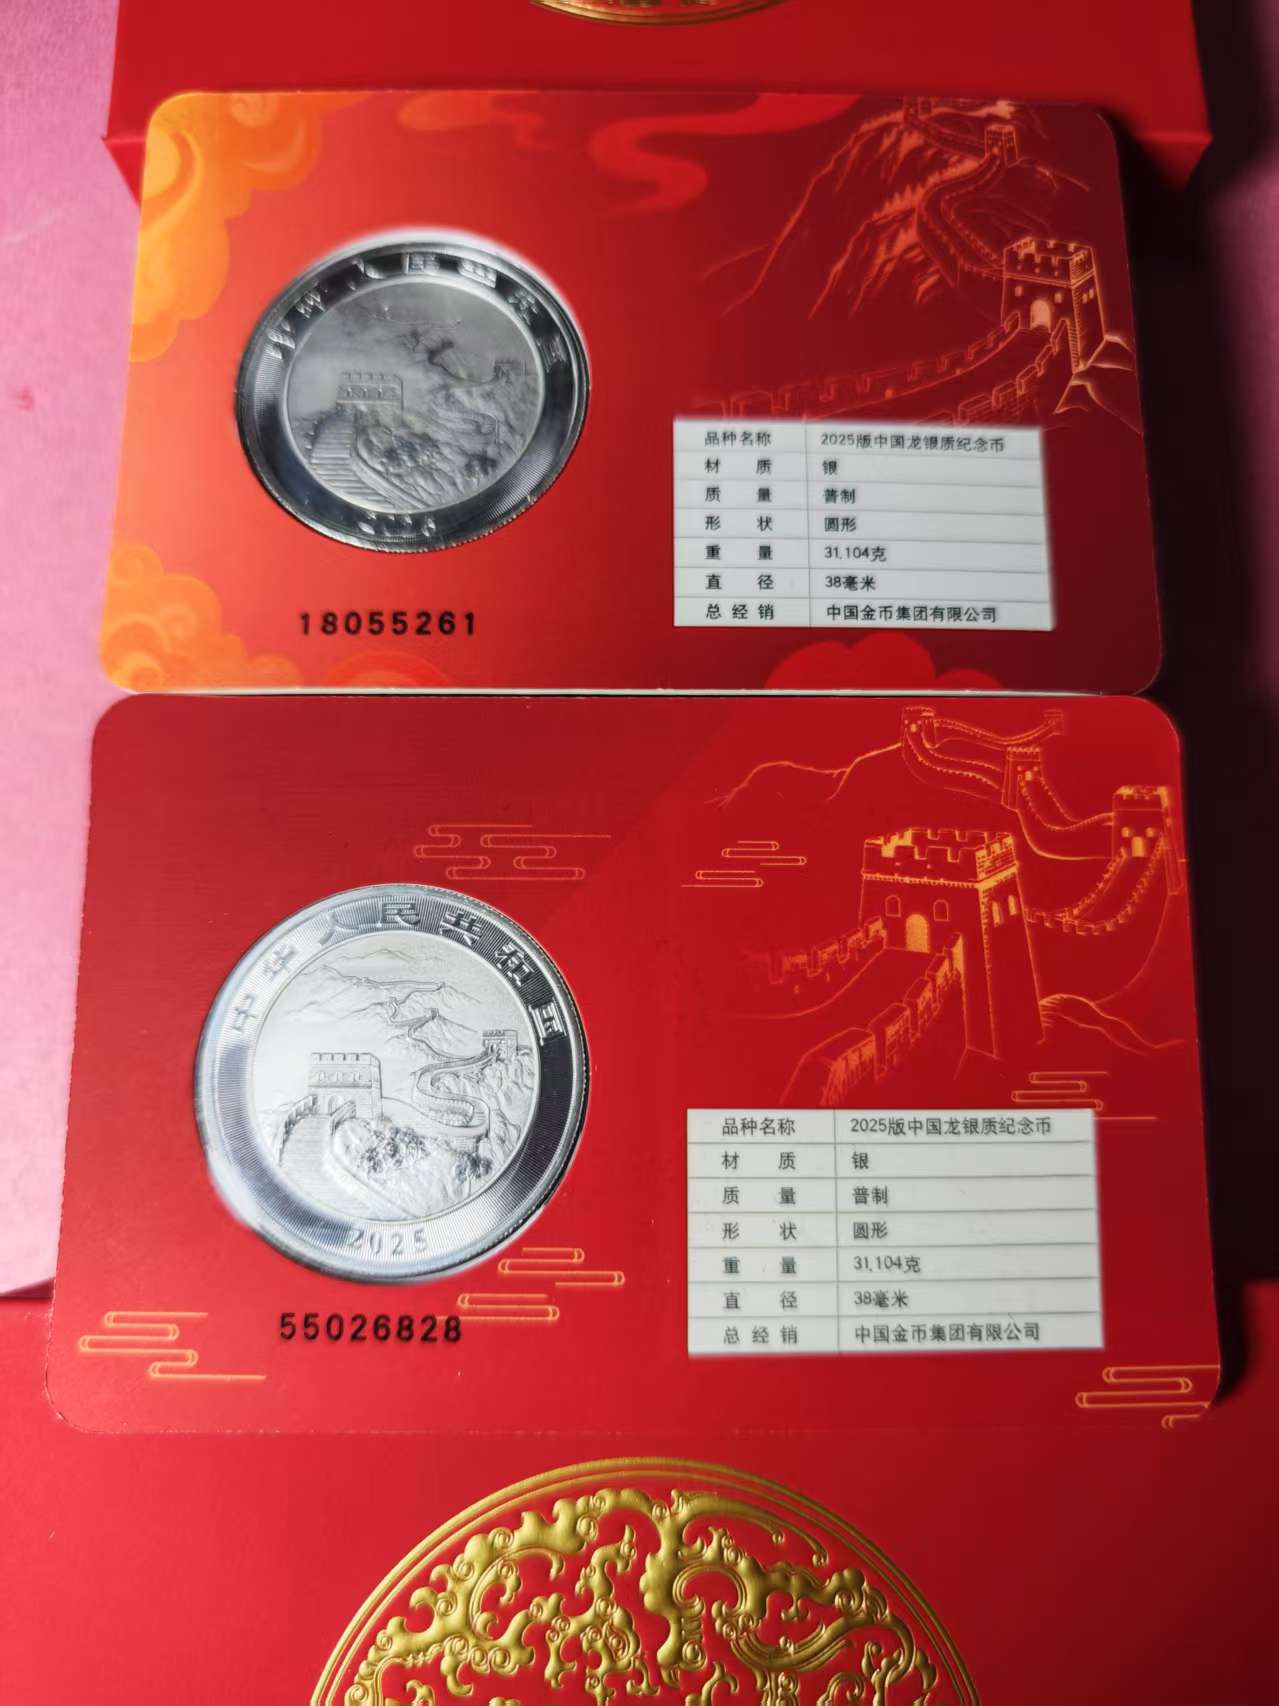 中华人民共和国
2025
18055261
品种名称 2025版中国龙银质纪念币
材 质 银
质 量 普制
形 状 圆形
重 量 31.104克
直 径 38毫米
总 经 销 中国金币集团有限公司
中华人民共和国
2025
55026828
品种名称 2025版中国龙银质纪念币
材 质 银
质 量 普制
形 状 圆形
重 量 31.104克
直 径 38毫米
总 经 销 中国金币集团有限公司